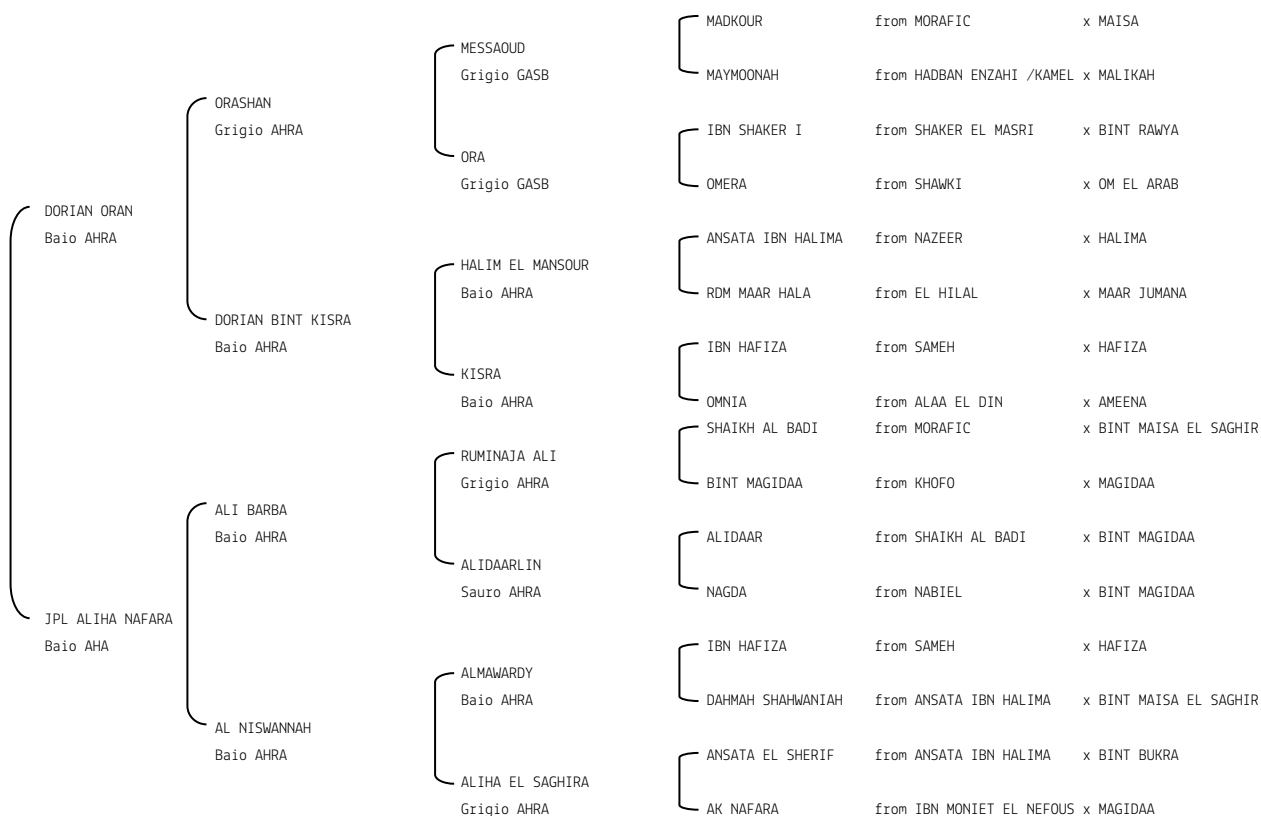 MADKOUR from MORAFIC x MAISA
MESSAOUD
Grigio GASB MAYMOONAH from HADBAN ENZAHI /KAMEL x MALIKAH
ORASHAN
Grigio AHRA IBN SHAKER I from SHAKER EL MASRI x BINT RAWYA
ORA
Grigio GASB OMERA from SHAWKI x OM EL ARAB
DORIAN ORAN
Baio AHRA ANSATA IBN HALIMA from NAZEER x HALIMA
HALIM EL MANSOUR
Baio AHRA RDM MAAR HALA from EL HILAL x MAAR JUMANA
DORIAN BINT KISRA
Baio AHRA IBN HAFIZA from SAMEH x HAFIZA
KISRA
Baio AHRA OMNIA from ALAA EL DIN x AMEENA
SHAIKH AL BADI from MORAFIC x BINT MAISA EL SAGHIR
RUMINAJA ALI
Grigio AHRA BINT MAGIDAA from KHOFO x MAGIDAA
ALI BARBA
Baio AHRA ALIDAAR from SHAIKH AL BADI x BINT MAGIDAA
ALIDAARLIN
Sauro AHRA NAGDA from NABIEL x BINT MAGIDAA
JPL ALIHA NAFARA
Baio AHA IBN HAFIZA from SAMEH x HAFIZA
ALMAWARDY
Baio AHRA DAHMAH SHAHWANIAH from ANSATA IBN HALIMA x BINT MAISA EL SAGHIR
AL NISWANNAH
Baio AHRA ANSATA EL SHERIF from ANSATA IBN HALIMA x BINT BUKRA
ALIHA EL SAGHIRA
Grigio AHRA AK NAFARA from IBN MONIET EL NEFOUS x MAGIDAA